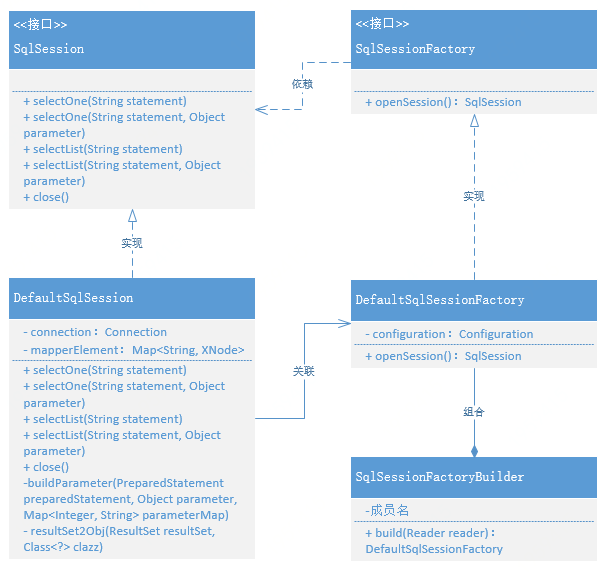 <<接口>>
SqlSession
+ selectOne(String statement)
+ selectOne(String statement, Object
parameter)
+ selectList(String statement)
+ selectList(String statement, Object
parameter)
+ close()
依赖
<<接口>>
SqlSessionFactory
+ openSession()：SqlSession
实现
实现
DefaultSqlSession
- connection：Connection
- mapperElement：Map<String, XNode>
+ selectOne(String statement)
+ selectOne(String statement, Object
parameter)
+ selectList(String statement)
+ selectList(String statement, Object
parameter)
+ close()
-buildParameter(PreparedStatement
preparedStatement, Object parameter,
Map<Integer, String> parameterMap)
- resultSet2Obj(ResultSet resultSet,
Class<?> clazz)
关联
DefaultSqlSessionFactory
- configuration：Configuration
+ openSession()：SqlSession
组合
SqlSessionFactoryBuilder
-成员名
+ build(Reader reader)：
DefaultSqlSessionFactory